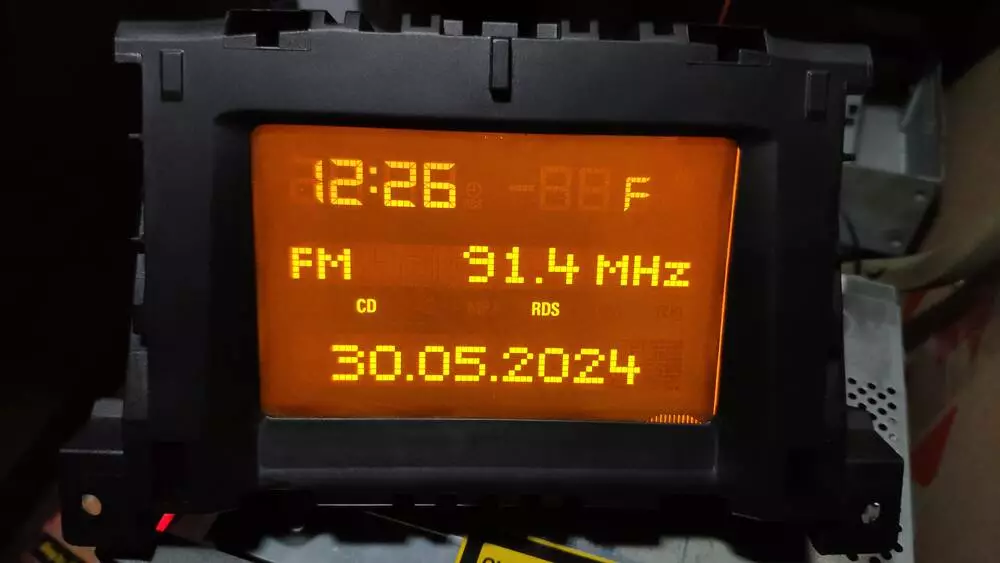 12:26 F
FM 91.4 MHz
CD RDS
30.05.2024